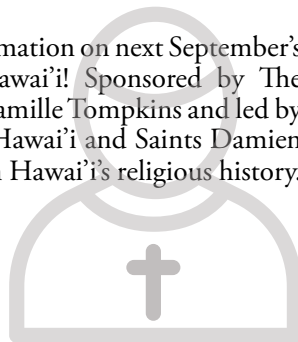 mation on next September's
awai'i! Sponsored by The
amille Tompkins and led by
Hawai'i and Saints Damien
Hawai'i's religious history.